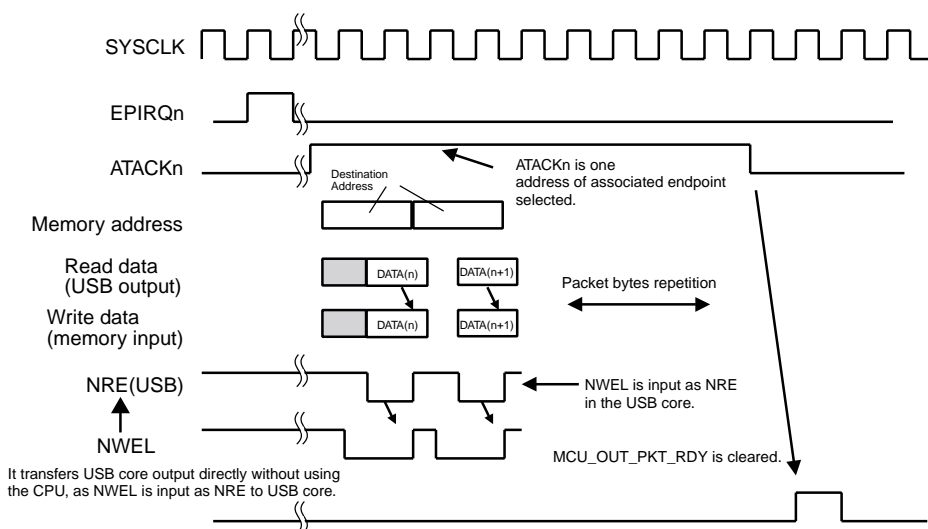 SYSCLK
EPIRQn
ATACKn
ATACKn is one
address of associated endpoint
selected.
Destination
Address
Memory address
Read data
(USB output)
DATA(n)
DATA(n+1)
Packet bytes repetition
Write data
(memory input)
DATA(n)
DATA(n+1)
NRE(USB)
NWEL is input as NRE
in the USB core.
NWEL
MCU_OUT_PKT_RDY is cleared.
It transfers USB core output directly without using
the CPU, as NWEL is input as NRE to USB core.